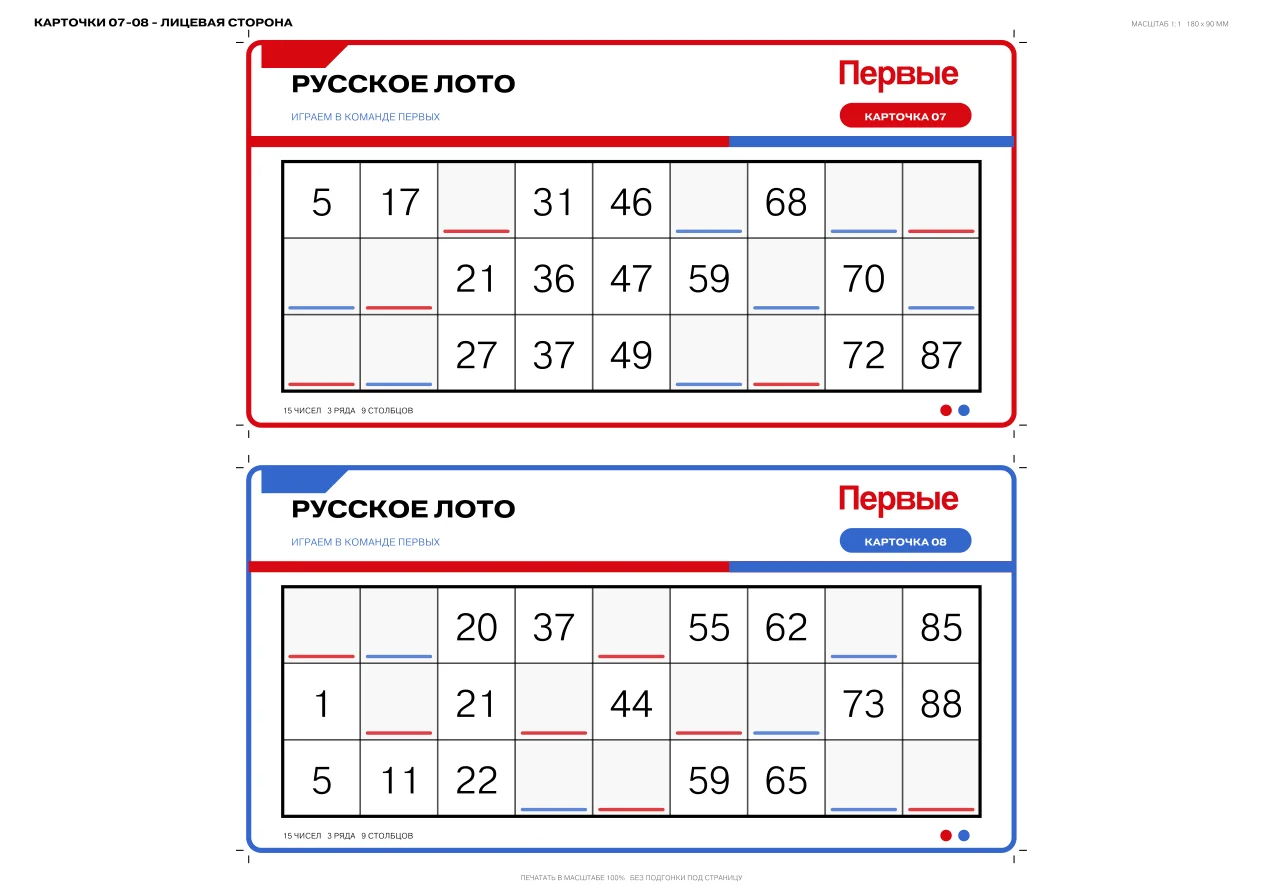 КАРТОЧКИ 07-08 - ЛИЦЕВАЯ СТОРОНА
МАСШТАБ 1:1 180 x 90 ММ
РУССКОЕ ЛОТО
Первые
ИГРАЕМ В КОМАНДЕ ПЕРВЫХ
КАРТОЧКА 07
5 17 31 46 68
21 36 47 59 70
27 37 49 72 87
15 ЧИСЕЛ 3 РЯДА 9 СТОЛБЦОВ
РУССКОЕ ЛОТО
Первые
ИГРАЕМ В КОМАНДЕ ПЕРВЫХ
КАРТОЧКА 08
20 37 55 62 85
1 21 44 73 88
5 11 22 59 65
15 ЧИСЕЛ 3 РЯДА 9 СТОЛБЦОВ
ПЕЧАТАТЬ В МАСШТАБЕ 100% БЕЗ ПОДГОНКИ ПОД СТРАНИЦУ